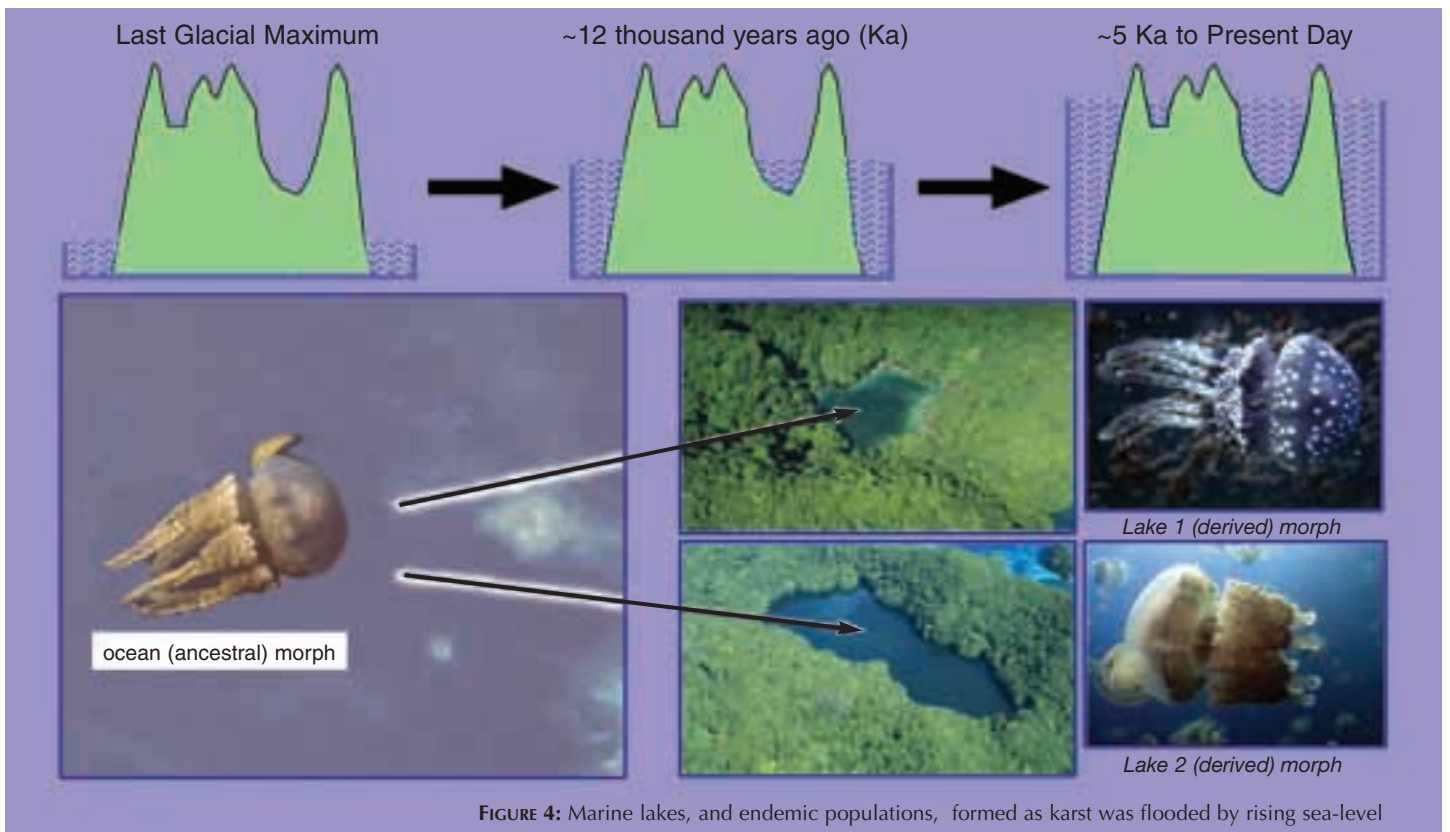 Last Glacial Maximum
~12 thousand years ago (Ka)
~5 Ka to Present Day
ocean (ancestral) morph
Lake 1 (derived) morph
Lake 2 (derived) morph
FIGURE 4: Marine lakes, and endemic populations, formed as karst was flooded by rising sea-level